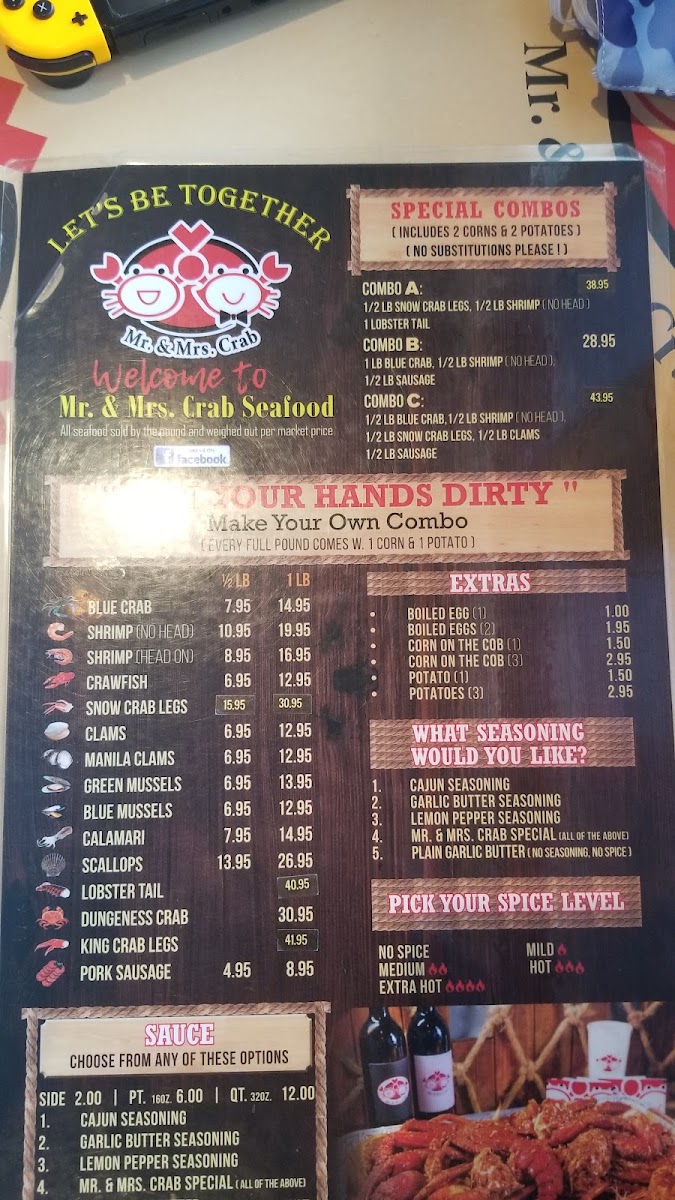 Mr. &
LET'S BE TOGETHER
Mr. & Mrs. Crab
Welcome to
Mr. & Mrs. Crab Seafood
All seafood sold by the pound and weighed out per market price
facebook
SPECIAL COMBOS
( INCLUDES 2 CORNS & 2 POTATOES )
( NO SUBSTITUTIONS PLEASE ! )
COMBO A: 38.95
1/2 LB SNOW CRAB LEGS, 1/2 LB SHRIMP ( NO HEAD )
1 LOBSTER TAIL
COMBO B: 28.95
1 LB BLUE CRAB, 1/2 LB SHRIMP ( NO HEAD ),
1/2 LB SAUSAGE
COMBO C: 43.95
1/2 LB BLUE CRAB, 1/2 LB SHRIMP ( NO HEAD ),
1/2 LB SNOW CRAB LEGS, 1/2 LB CLAMS
1/2 LB SAUSAGE
YOUR HANDS DIRTY "
Make Your Own Combo
( EVERY FULL POUND COMES W. 1 CORN & 1 POTATO )
½ LB 1 LB
BLUE CRAB 7.95 14.95
SHRIMP (NO HEAD) 10.95 19.95
SHRIMP (HEAD ON) 8.95 16.95
CRAWFISH 6.95 12.95
SNOW CRAB LEGS 15.95 30.95
CLAMS 6.95 12.95
MANILA CLAMS 6.95 12.95
GREEN MUSSELS 6.95 13.95
BLUE MUSSELS 6.95 12.95
CALAMARI 7.95 14.95
SCALLOPS 13.95 26.95
LOBSTER TAIL 40.95
DUNGENESS CRAB 30.95
KING CRAB LEGS 41.95
PORK SAUSAGE 4.95 8.95
EXTRAS
• BOILED EGG (1) 1.00
• BOILED EGGS (2) 1.95
• CORN ON THE COB (1) 1.50
• CORN ON THE COB (3) 2.95
• POTATO (1) 1.50
• POTATOES (3) 2.95
WHAT SEASONING
WOULD YOU LIKE?
1. CAJUN SEASONING
2. GARLIC BUTTER SEASONING
3. LEMON PEPPER SEASONING
4. MR. & MRS. CRAB SPECIAL (ALL OF THE ABOVE)
5. PLAIN GARLIC BUTTER ( NO SEASONING, NO SPICE )
PICK YOUR SPICE LEVEL
NO SPICE MILD
MEDIUM HOT
EXTRA HOT
SAUCE
CHOOSE FROM ANY OF THESE OPTIONS
SIDE 2.00 | PT. 16OZ. 6.00 | QT. 32OZ. 12.00
1. CAJUN SEASONING
2. GARLIC BUTTER SEASONING
3. LEMON PEPPER SEASONING
4. MR. & MRS. CRAB SPECIAL ( ALL OF THE ABOVE)